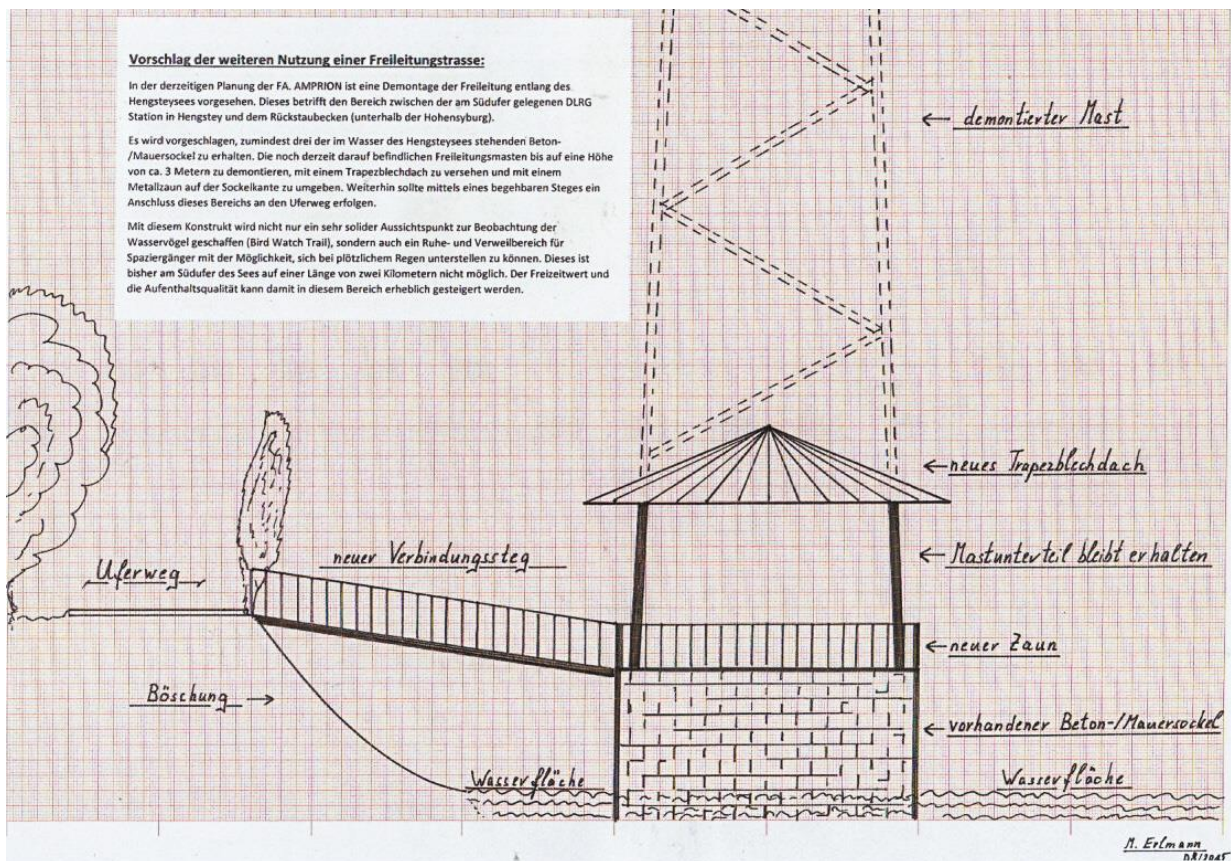 Vorschlag der weiteren Nutzung einer Freileitungstrasse:
In der derzeitigen Planung der FA. AMPRION ist eine Demontage der Freileitung entlang des
Hengsteysees vorgesehen. Dieses betrifft den Bereich zwischen der am Südufer gelegenen DLRG
Station in Hengstey und dem Rückstaubecken (unterhalb der Hohensyburg).
Es wird vorgeschlagen, zumindest drei der im Wasser des Hengsteysees stehenden Beton-
/Mauersockel zu erhalten. Die noch derzeit darauf befindlichen Freileitungsmasten bis auf eine Höhe
von ca. 3 Metern zu demontieren, mit einem Trapezblechdach zu versehen und mit einem
Metallzaun auf der Sockelkante zu umgeben. Weiterhin sollte mittels eines begehbaren Steges ein
Anschluss dieses Bereichs an den Uferweg erfolgen.
Mit diesem Konstrukt wird nicht nur ein sehr solider Aussichtspunkt zur Beobachtung der
Wasservögel geschaffen (Bird Watch Trail), sondern auch ein Ruhe- und Verweilbereich für
Spaziergänger mit der Möglichkeit, sich bei plötzlichem Regen unterstellen zu können. Dieses ist
bisher am Südufer des Sees auf einer Länge von zwei Kilometern nicht möglich. Der Freizeitwert und
die Aufenthaltsqualität kann damit in diesem Bereich erheblich gesteigert werden.
← demontierter Mast
← neues Trapezblechdach
neuer Verbindungssteg
← Mastunterteil bleibt erhalten
Uferweg
← neuer Zaun
Böschung →
← vorhandener Beton-/Mauersockel
Wasserfläche
Wasserfläche
M. Erlmann